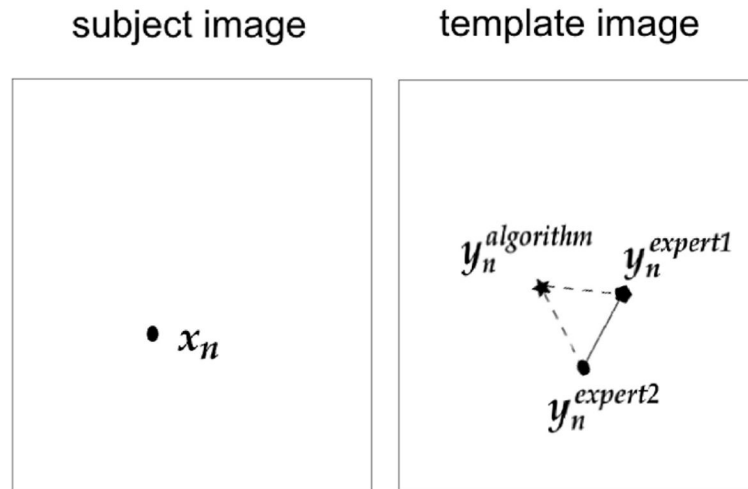 subject image
template image
x_n
y_n^{algorithm}
y_n^{expert1}
y_n^{expert2}